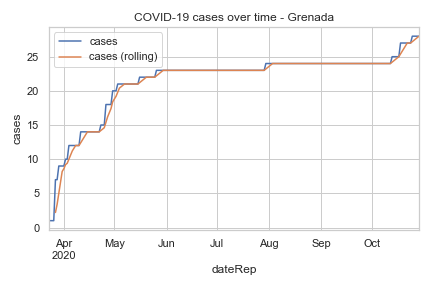 COVID-19 cases over time - Grenada
cases
cases (rolling)
cases
25
20
15
10
5
0
Apr May Jun Jul Aug Sep Oct
2020
dateRep